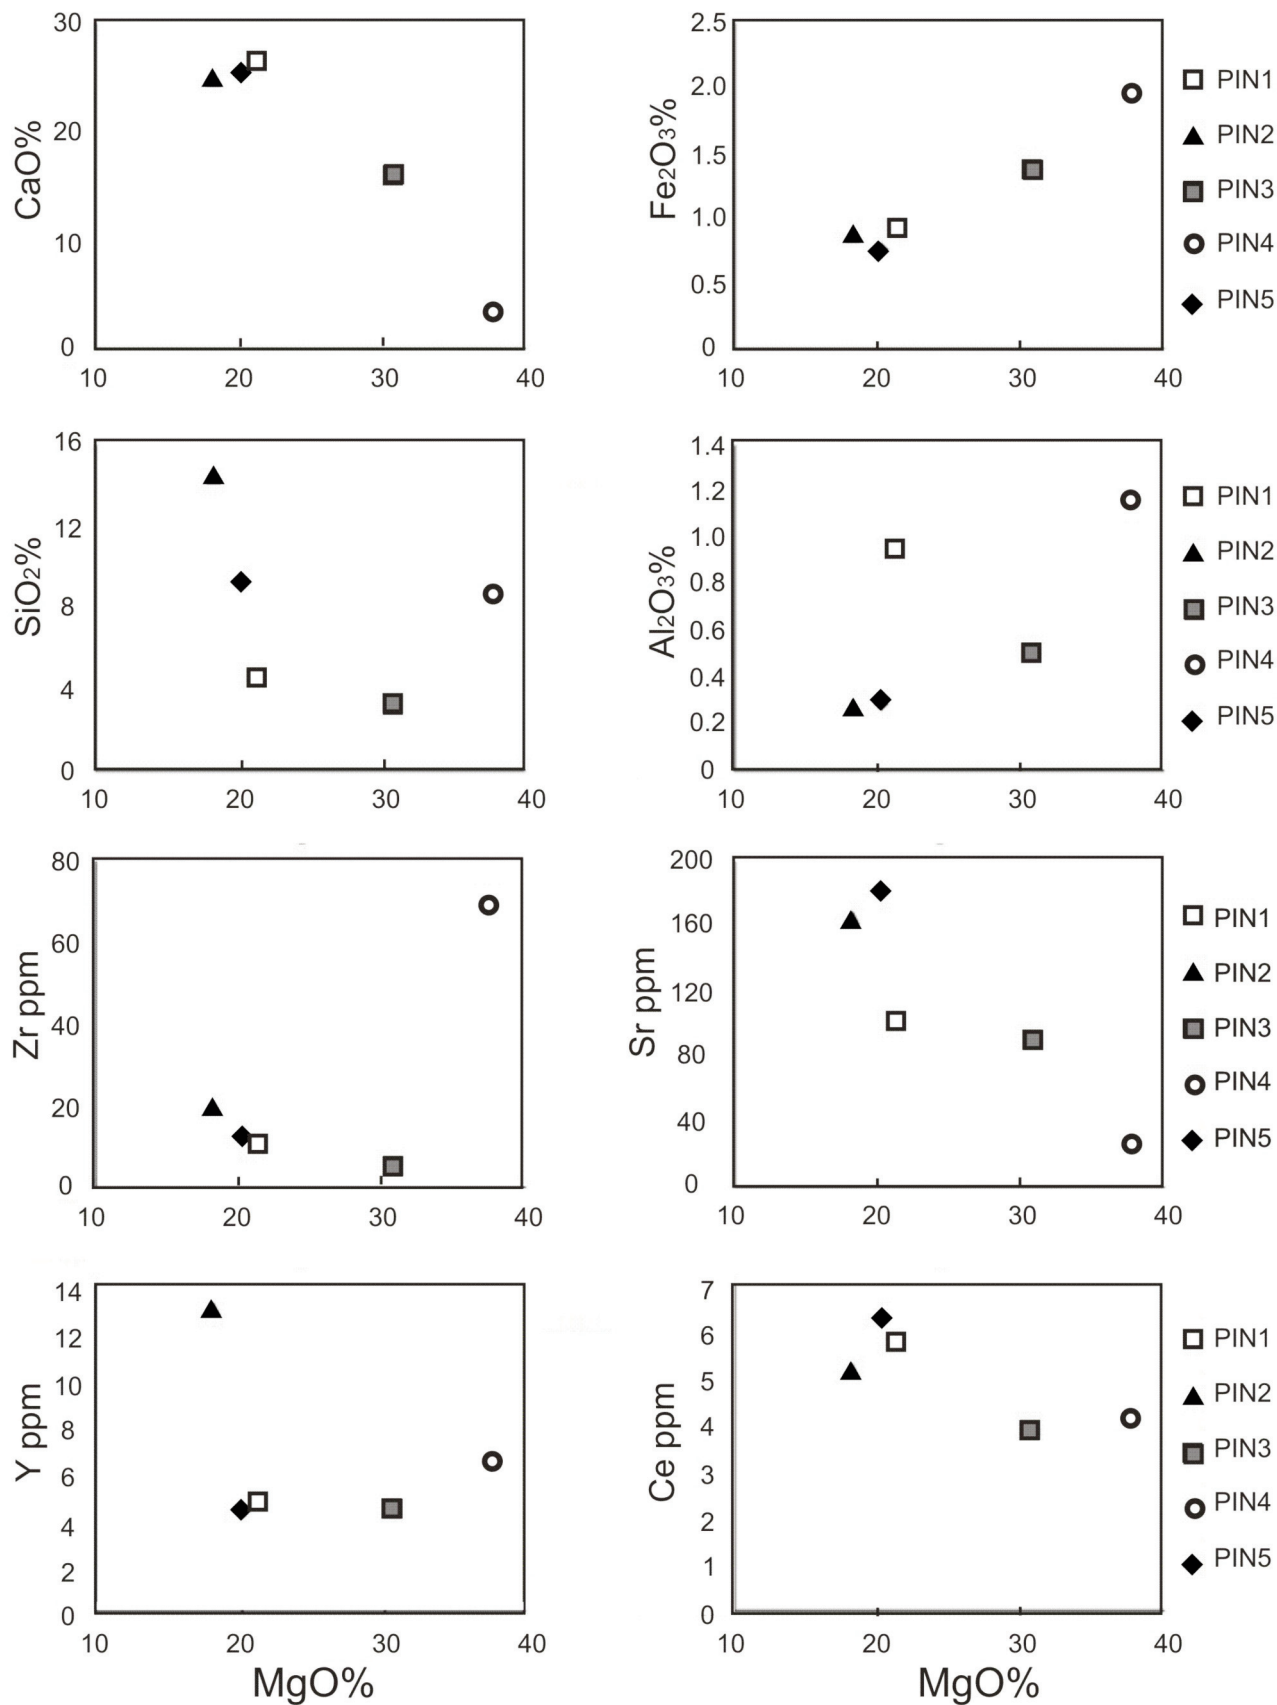 30
20
10
0
CaO%
10 20 30 40
2.5
2.0
1.5
1.0
0.5
0
Fe2O3%
10 20 30 40
PIN1
PIN2
PIN3
PIN4
PIN5
16
12
8
4
0
SiO2%
10 20 30 40
1.4
1.2
1.0
0.8
0.6
0.4
0.2
0
Al2O3%
10 20 30 40
PIN1
PIN2
PIN3
PIN4
PIN5
80
60
40
20
0
Zr ppm
10 20 30 40
200
160
120
80
40
0
Sr ppm
10 20 30 40
PIN1
PIN2
PIN3
PIN4
PIN5
14
12
10
8
6
4
2
0
Y ppm
10 20 30 40
MgO%
7
6
5
4
3
2
1
0
Ce ppm
10 20 30 40
MgO%
PIN1
PIN2
PIN3
PIN4
PIN5